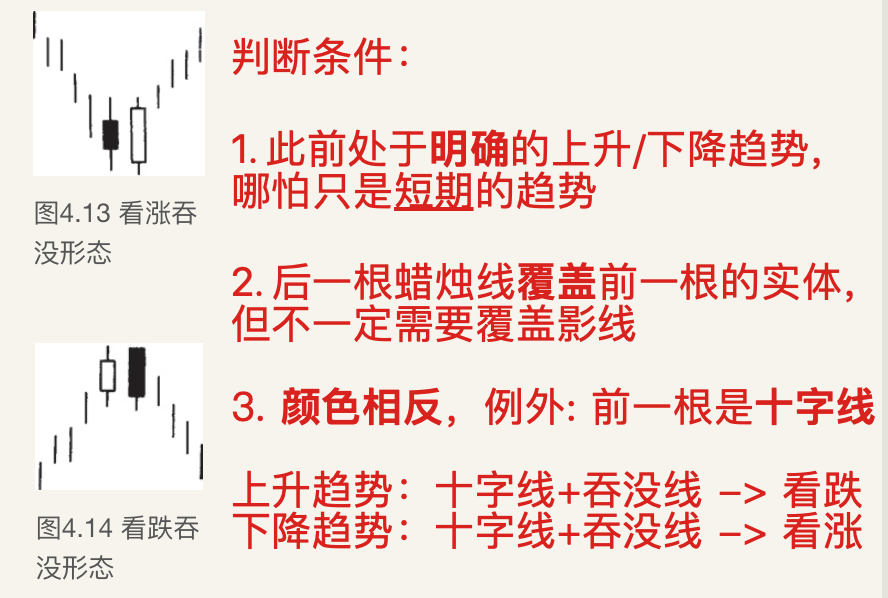 判断条件：
1. 此前处于明确的上升/下降趋势，
哪怕只是短期的趋势
图4.13 看涨吞
没形态
2. 后一根蜡烛线覆盖前一根的实体，
但不一定需要覆盖影线
3. 颜色相反，例外: 前一根是十字线
上升趋势：十字线+吞没线 –> 看跌
下降趋势：十字线+吞没线 –> 看涨
图4.14 看跌吞
没形态